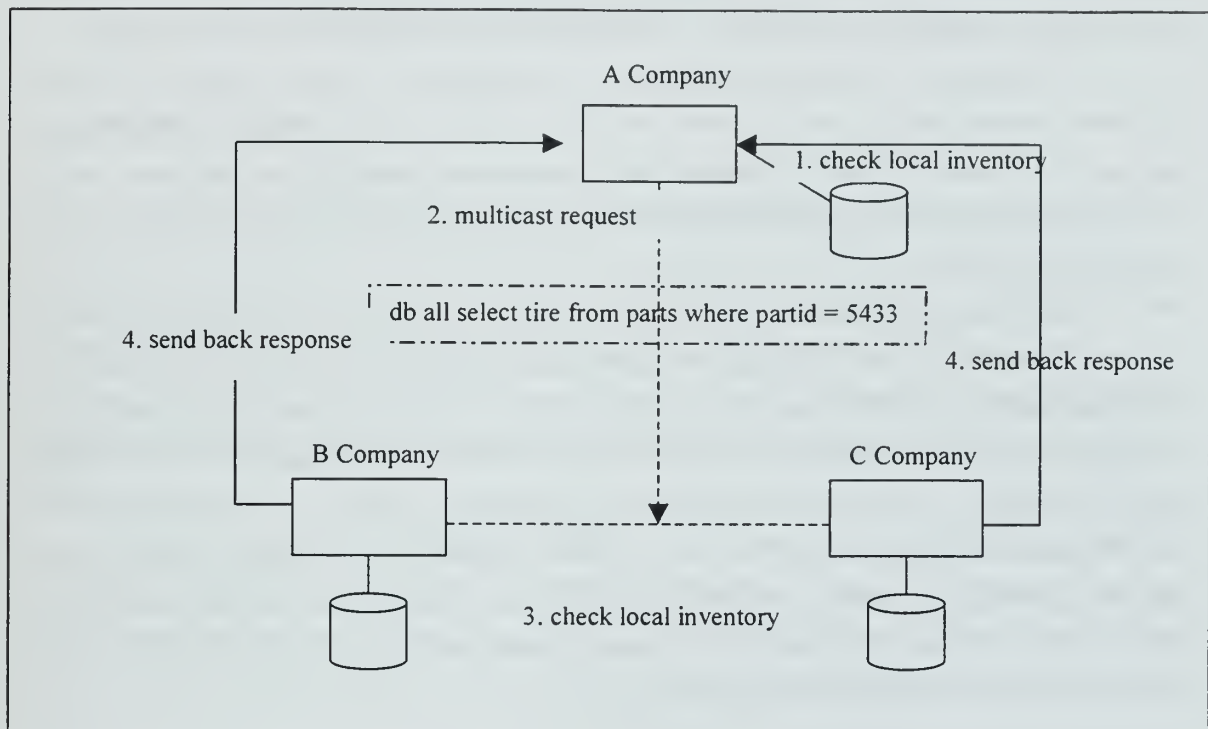 A Company
1. check local inventory
2. multicast request
db all select tire from parts where partid = 5433
4. send back response
4. send back response
B Company
C Company
3. check local inventory